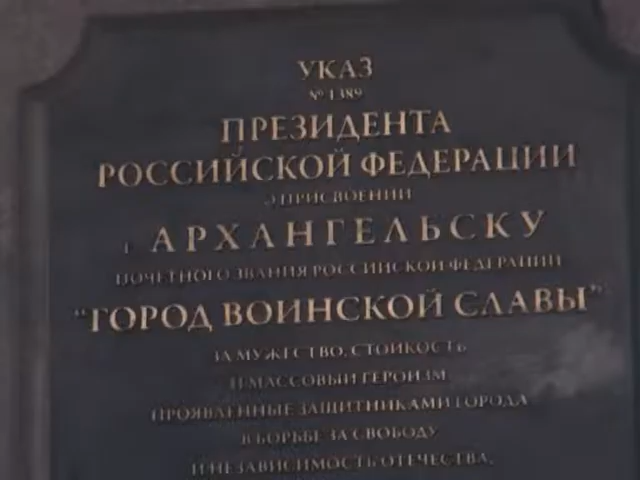 УКАЗ
№ 1389
ПРЕЗИДЕНТА
РОССИЙСКОЙ ФЕДЕРАЦИИ
О ПРИСВОЕНИИ
Г. АРХАНГЕЛЬСКУ
ПОЧЕТНОГО ЗВАНИЯ РОССИЙСКОЙ ФЕДЕРАЦИИ
"ГОРОД ВОИНСКОЙ СЛАВЫ"
ЗА МУЖЕСТВО, СТОЙКОСТЬ
И МАССОВЫЙ ГЕРОИЗМ,
ПРОЯВЛЕННЫЕ ЗАЩИТНИКАМИ ГОРОДА
В БОРЬБЕ ЗА СВОБОДУ
И НЕЗАВИСИМОСТЬ ОТЕЧЕСТВА,